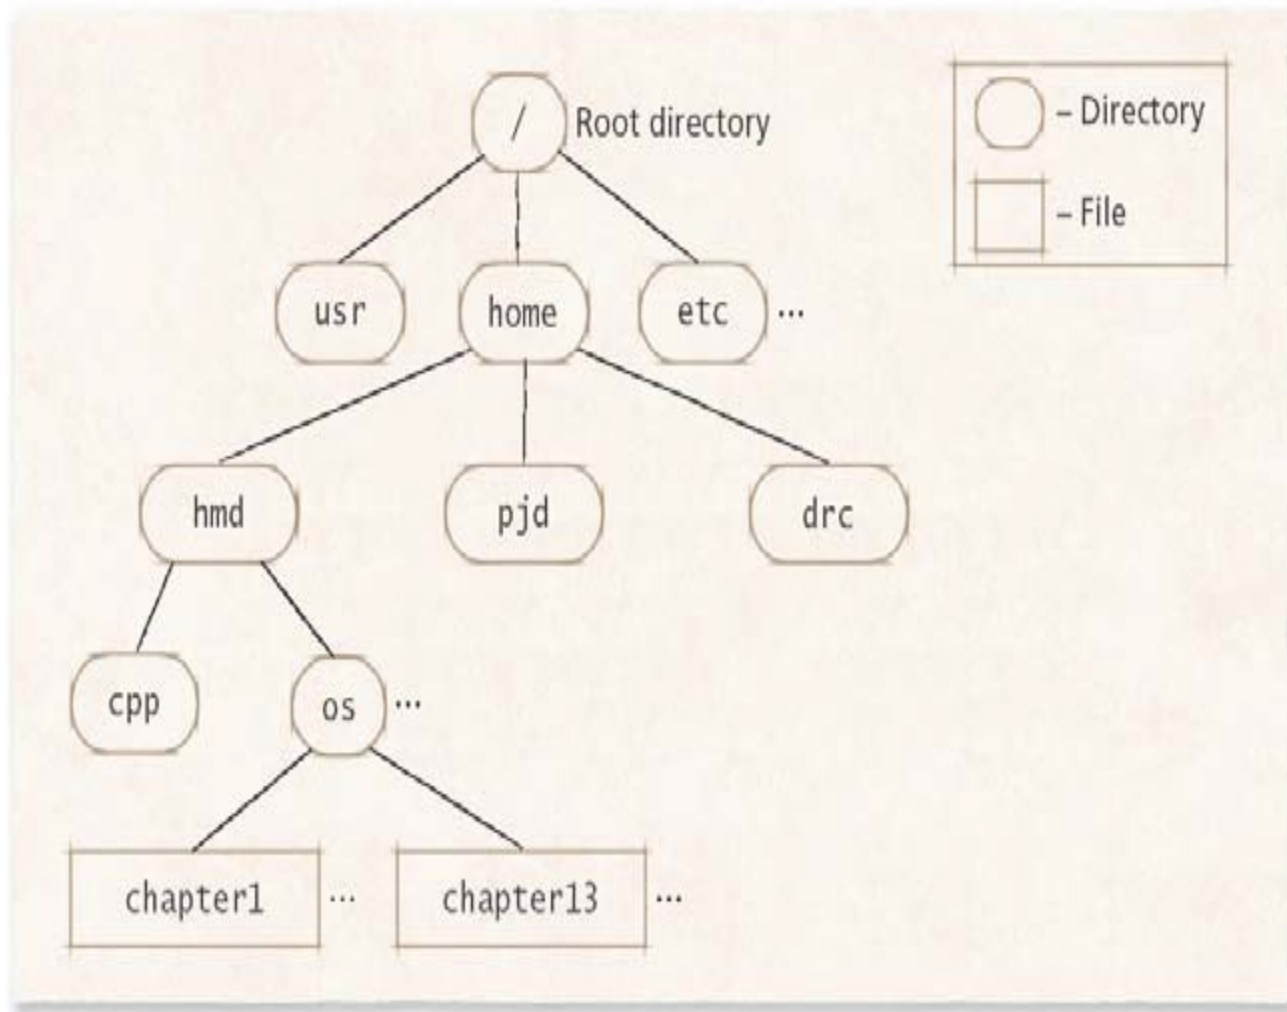 / Root directory
– Directory
– File
usr home etc ...
hmd pjd drc
cpp os ...
chapter1 ... chapter13 ...